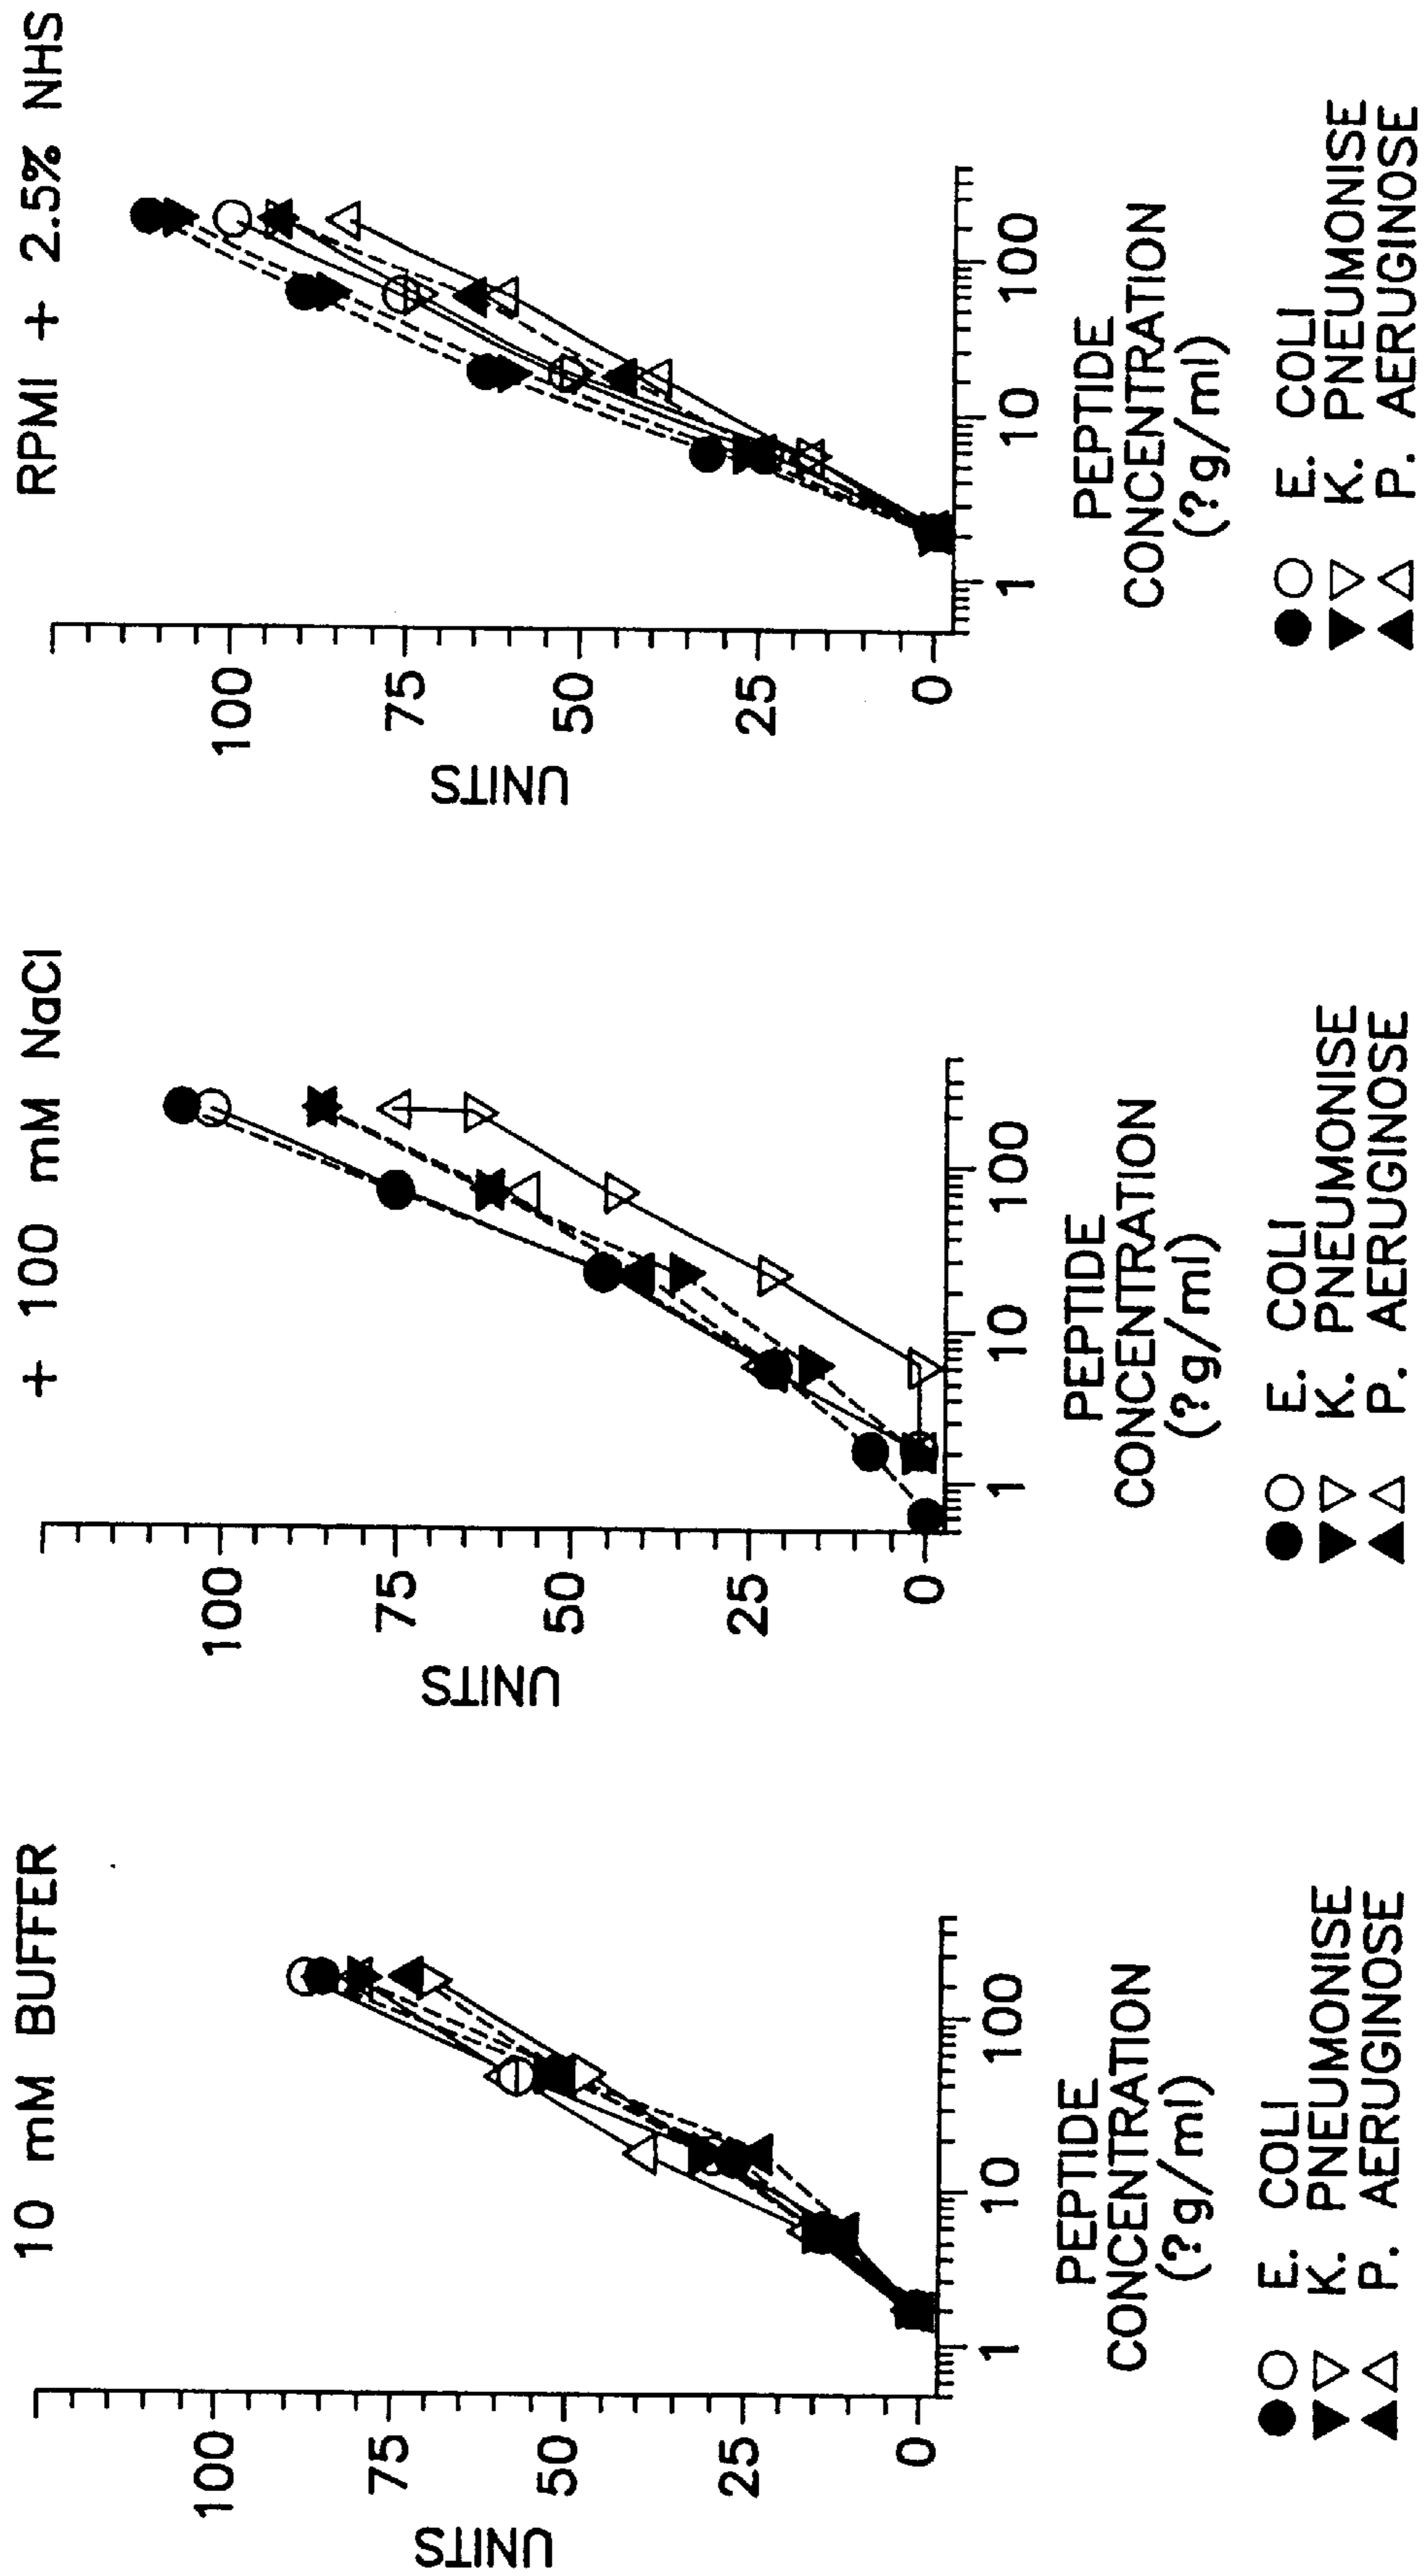 10 mM BUFFER
UNITS
100
75
50
25
0
1
10
100
PEPTIDE
CONCENTRATION
(?g/ml)
E. COLI
K. PNEUMONISE
P. AERUGINOSE
+ 100 mM NaCl
UNITS
100
75
50
25
0
1
10
100
PEPTIDE
CONCENTRATION
(?g/ml)
E. COLI
K. PNEUMONISE
P. AERUGINOSE
RPMI + 2.5% NHS
UNITS
100
75
50
25
0
1
10
100
PEPTIDE
CONCENTRATION
(?g/ml)
E. COLI
K. PNEUMONISE
P. AERUGINOSE